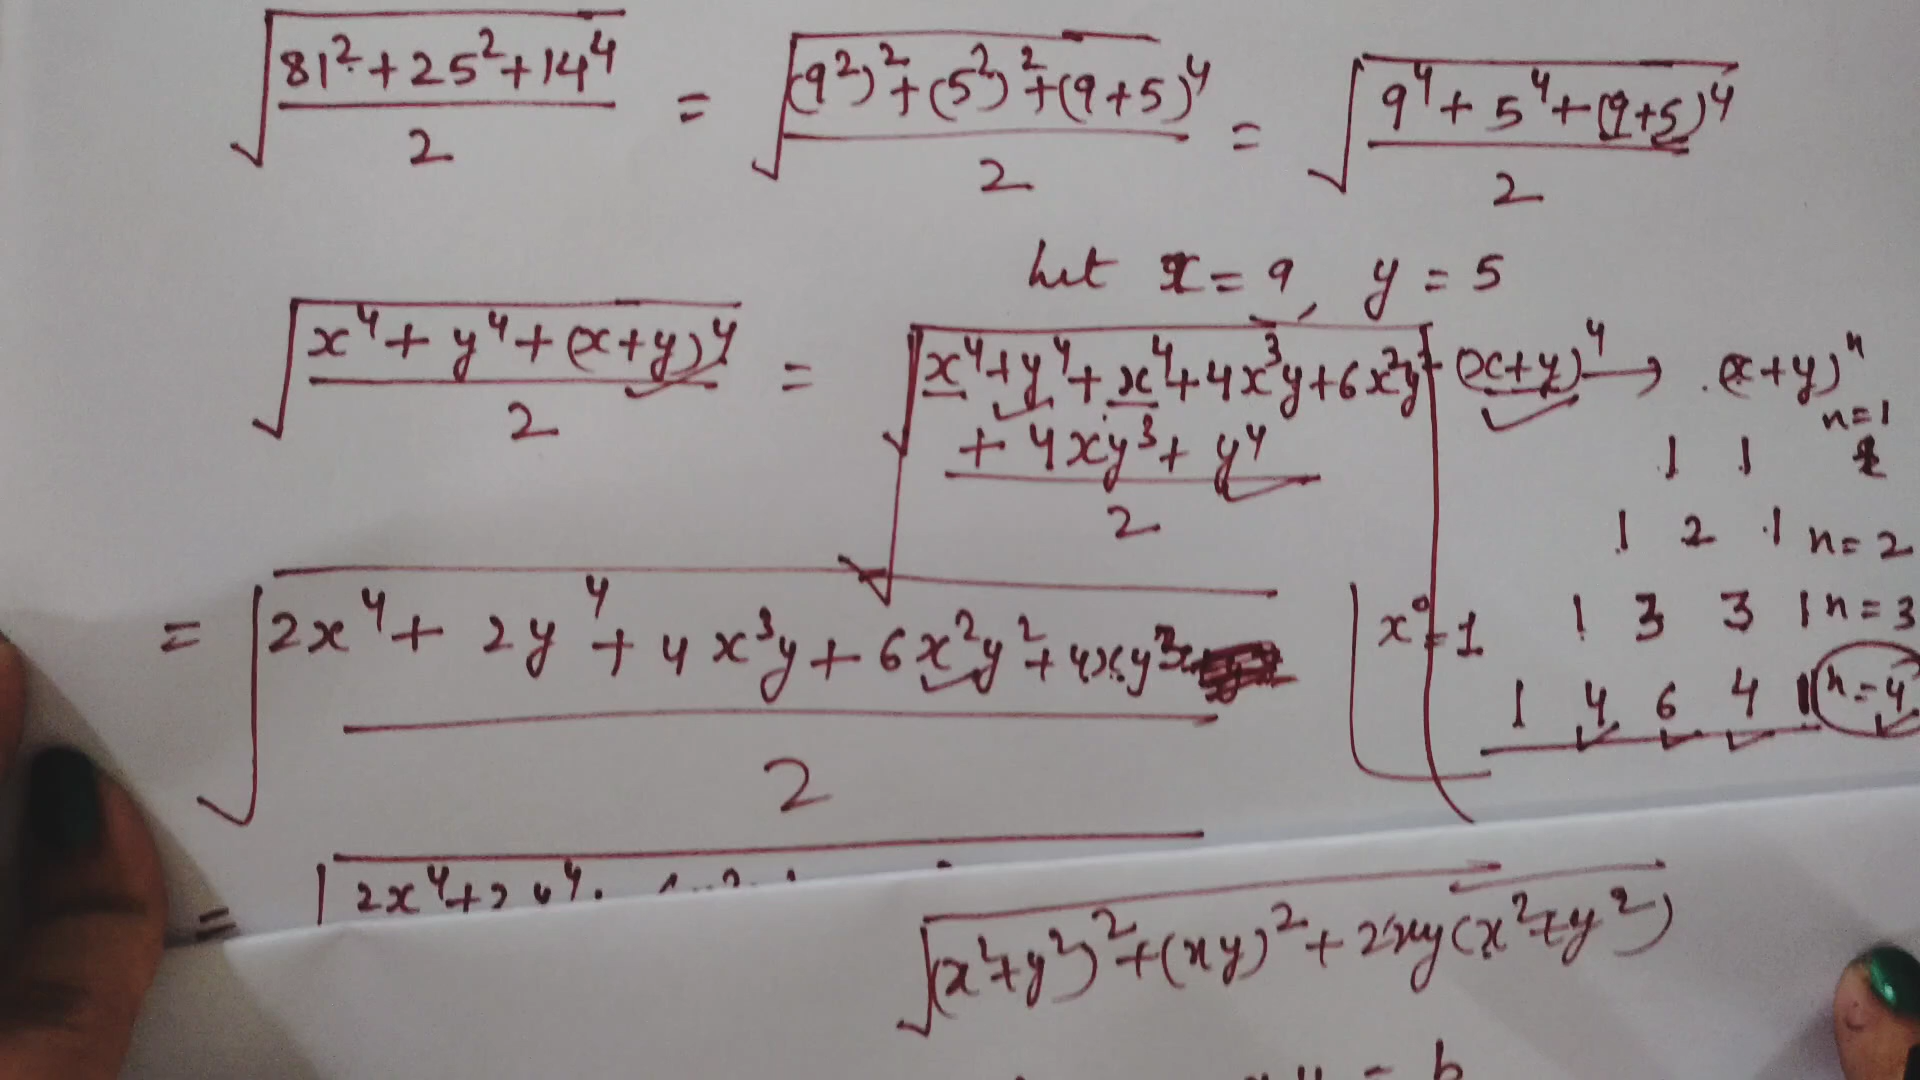 √((81² + 25² + 14⁴)/2) = √(((9²)² + (5²)² + (9+5)⁴)/2) = √((9⁴ + 5⁴ + (9+5)⁴)/2)
Let x = 9, y = 5
√((x⁴ + y⁴ + (x+y)⁴)/2) = √((x⁴ + y⁴ + x⁴ + 4x³y + 6x²y² + 4xy³ + y⁴)/2)
(x+y)⁴ → (x+y)ⁿ
n=1
1 1
1 2 1 n=2
1 3 3 1 n=3
1 4 6 4 1 n=4
x⁰=1
= √((2x⁴ + 2y⁴ + 4x³y + 6x²y² + 4xy³)/2)
= 2x⁴+2y⁴
√((x²+y²)² + (xy)² + 2xy(x²+y²))